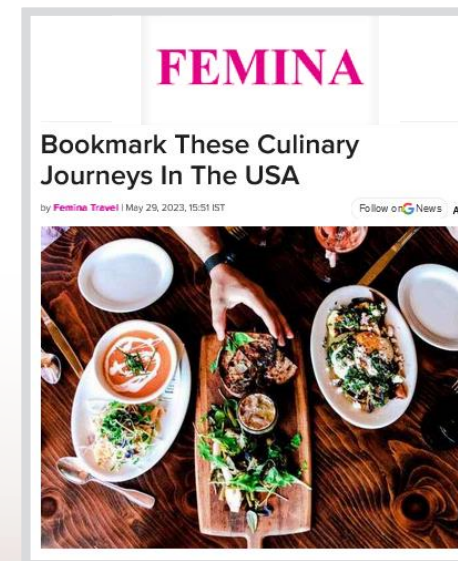 FEMINA
Bookmark These Culinary
Journeys In The USA
by Femina Travel | May 29, 2023, 15:51 IST
Follow on Google News A